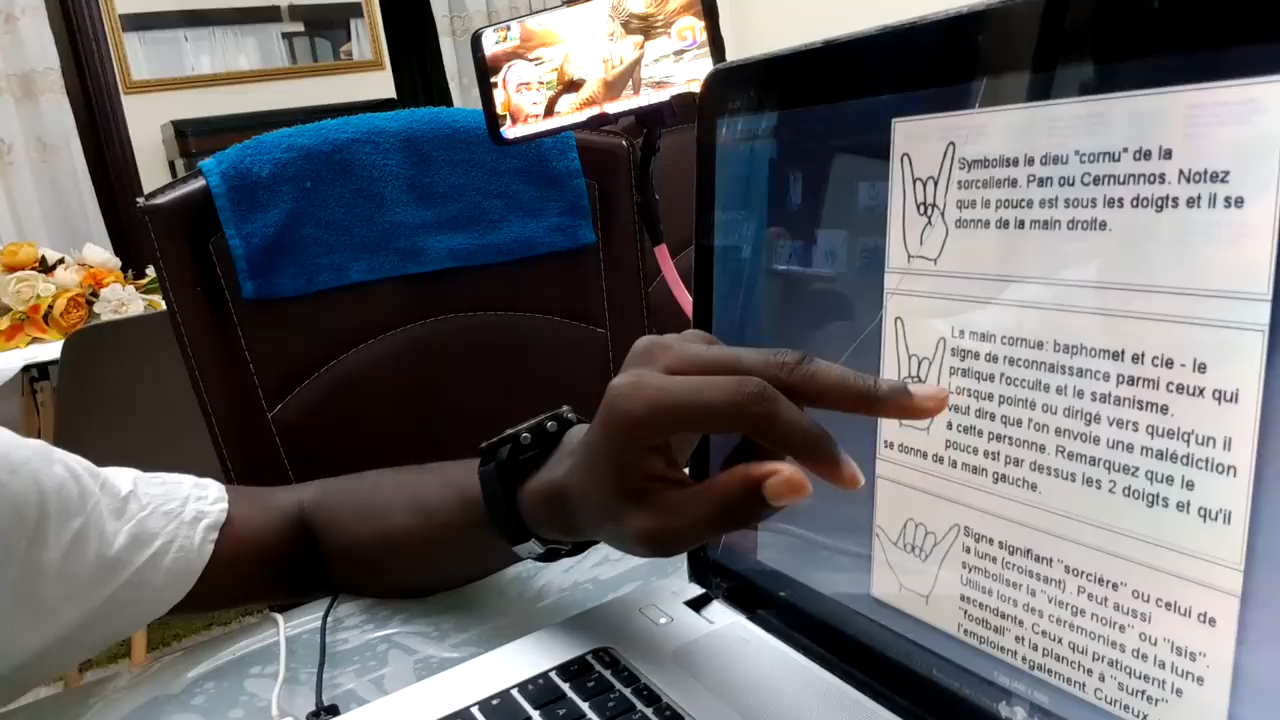 Symbolise le dieu "cornu" de la
sorcellerie. Pan ou Cernunnos. Notez
que le pouce est sous les doigts et il se
donne de la main droite.
La main cornue: baphomet et cie - le
signe de reconnaissance parmi ceux qui
pratique l'occulte et le satanisme.
Lorsque pointé ou dirigé vers quelq'un il
veut dire que l'on envoie une malédiction
à cette personne. Remarquez que le
pouce est par dessus les 2 doigts et qu'il
se donne de la main gauche.
Signe signifiant "sorcière" ou celui de
la lune (croissant). Peut aussi
symboliser la "vierge noire" ou "Isis".
Utilisé lors des cérémonies de la lune
ascendante. Ceux qui pratiquent le
"football" et la planche à "surfer"
l'emploient également. Curieux